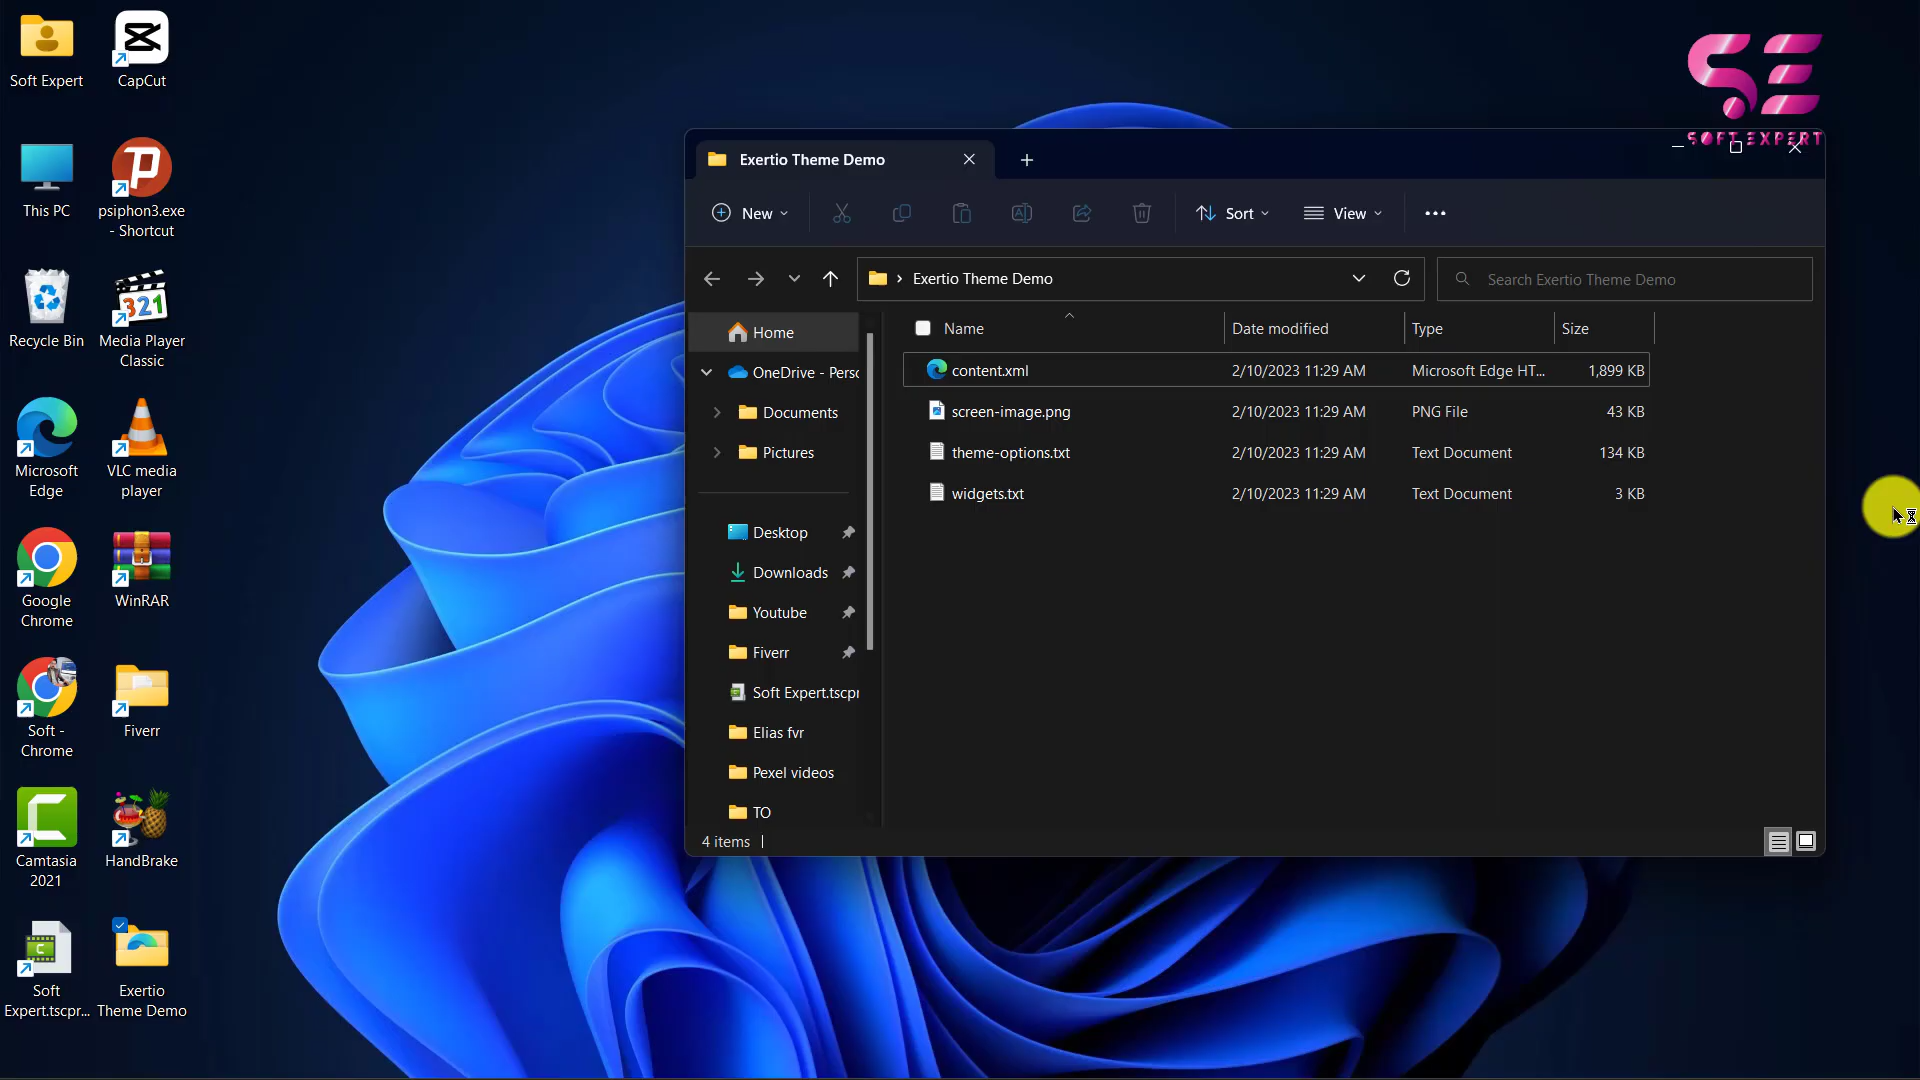 Soft Expert
CapCut
This PC
psiphon3.exe
- Shortcut
Recycle Bin
321
Media Player
Classic
Microsoft
Edge
VLC media
player
Google
Chrome
WinRAR
Soft -
Chrome
Fiverr
Camtasia
2021
HandBrake
Soft
Expert.tscpr...
Exertio
Theme Demo
SE
SOFT EXPERT
Exertio Theme Demo
New
Sort
View
Exertio Theme Demo
Search Exertio Theme Demo
Home
OneDrive - Perso
Documents
Pictures
Desktop
Downloads
Youtube
Fiverr
Soft Expert.tscpr
Elias fvr
Pexel videos
TO
Name Date modified Type Size
content.xml 2/10/2023 11:29 AM Microsoft Edge HT... 1,899 KB
screen-image.png 2/10/2023 11:29 AM PNG File 43 KB
theme-options.txt 2/10/2023 11:29 AM Text Document 134 KB
widgets.txt 2/10/2023 11:29 AM Text Document 3 KB
4 items